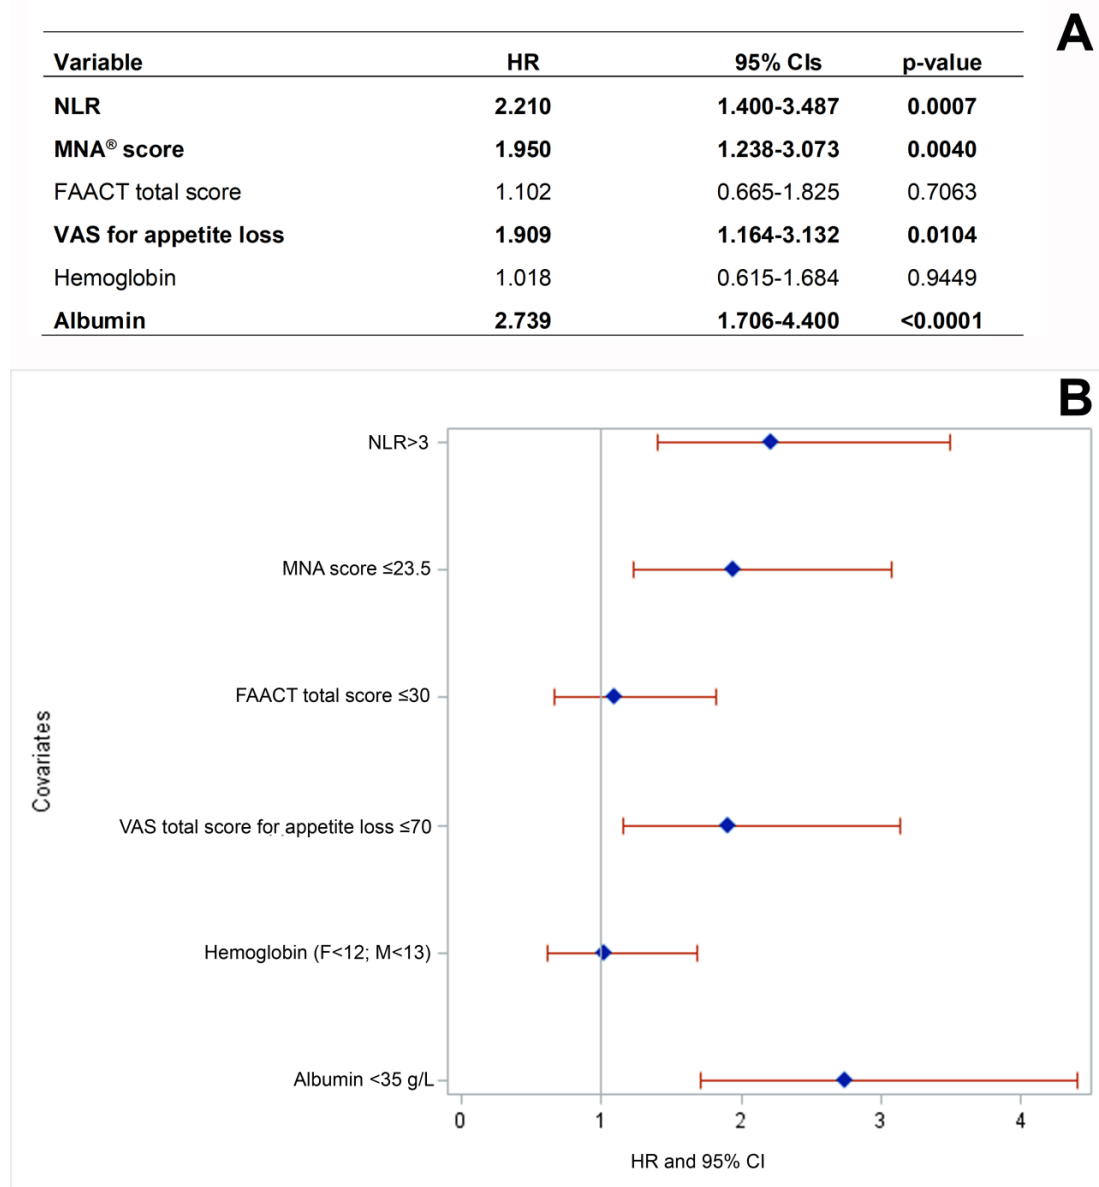 A
Variable HR 95% CIs p-value
NLR 2.210 1.400-3.487 0.0007
MNA® score 1.950 1.238-3.073 0.0040
FAACT total score 1.102 0.665-1.825 0.7063
VAS for appetite loss 1.909 1.164-3.132 0.0104
Hemoglobin 1.018 0.615-1.684 0.9449
Albumin 2.739 1.706-4.400 <0.0001
B
NLR>3
MNA score ≤23.5
FAACT total score ≤30
Covariates
VAS total score for appetite loss ≤70
Hemoglobin (F<12; M<13)
Albumin <35 g/L
0 1 2 3 4
HR and 95% CI